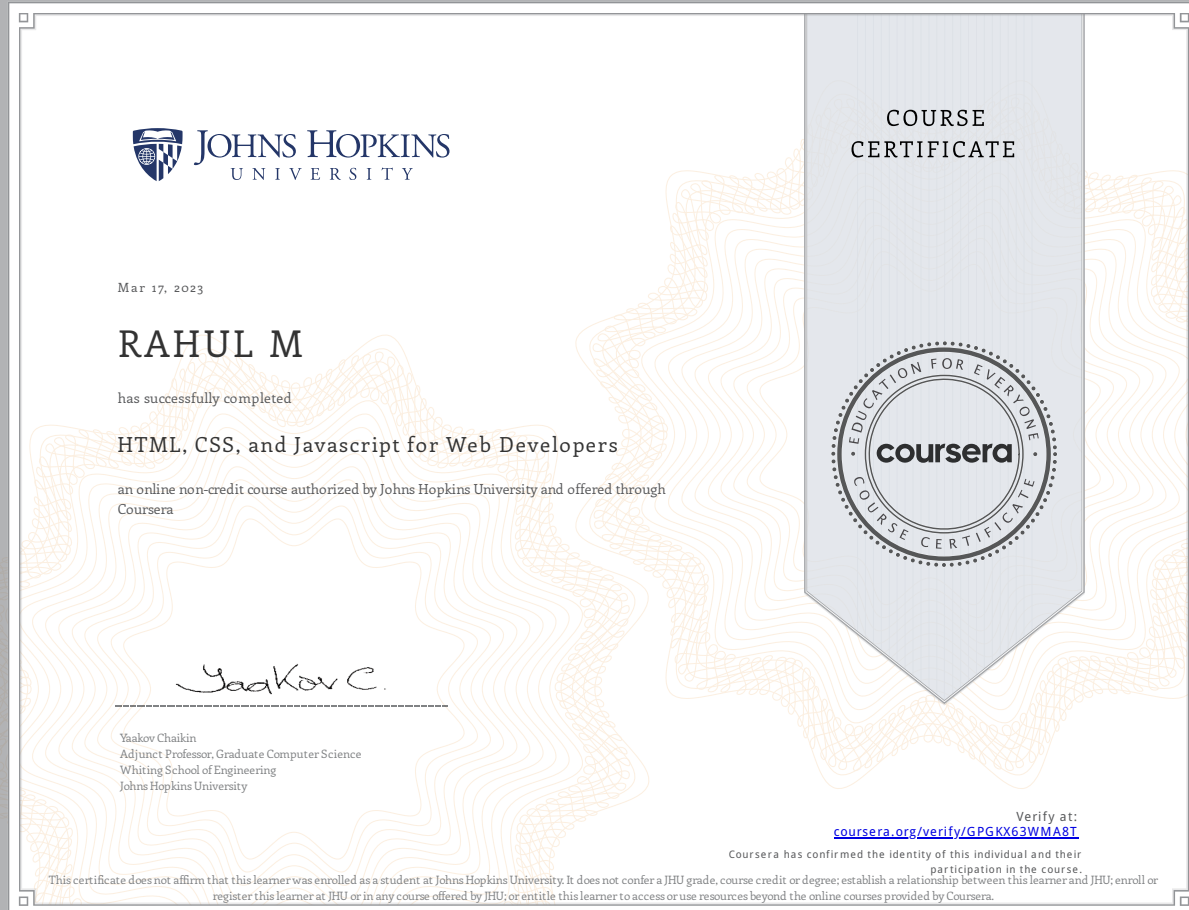 JOHNS HOPKINS
UNIVERSITY
COURSE
CERTIFICATE
Mar 17, 2023
RAHUL M
has successfully completed
HTML, CSS, and Javascript for Web Developers
an online non-credit course authorized by Johns Hopkins University and offered through
Coursera
EDUCATION FOR EVERYONE
coursera
COURSE CERTIFICATE
Yaakov C.
Yaakov Chaikin
Adjunct Professor, Graduate Computer Science
Whiting School of Engineering
Johns Hopkins University
Verify at:
coursera.org/verify/GPGKX63WMA8T
Coursera has confirmed the identity of this individual and their
participation in the course.
This certificate does not affirm that this learner was enrolled as a student at Johns Hopkins University. It does not confer a JHU grade, course credit or degree; establish a relationship between this learner and JHU; enroll or
register this learner at JHU or in any course offered by JHU; or entitle this learner to access or use resources beyond the online courses provided by Coursera.